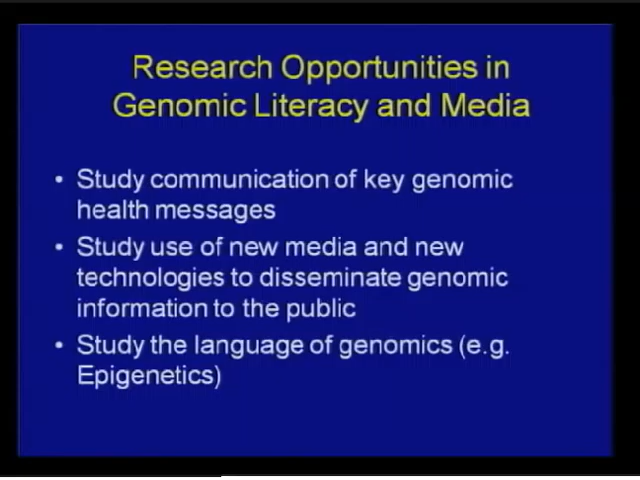 Research Opportunities in
Genomic Literacy and Media
• Study communication of key genomic
health messages
• Study use of new media and new
technologies to disseminate genomic
information to the public
• Study the language of genomics (e.g.
Epigenetics)